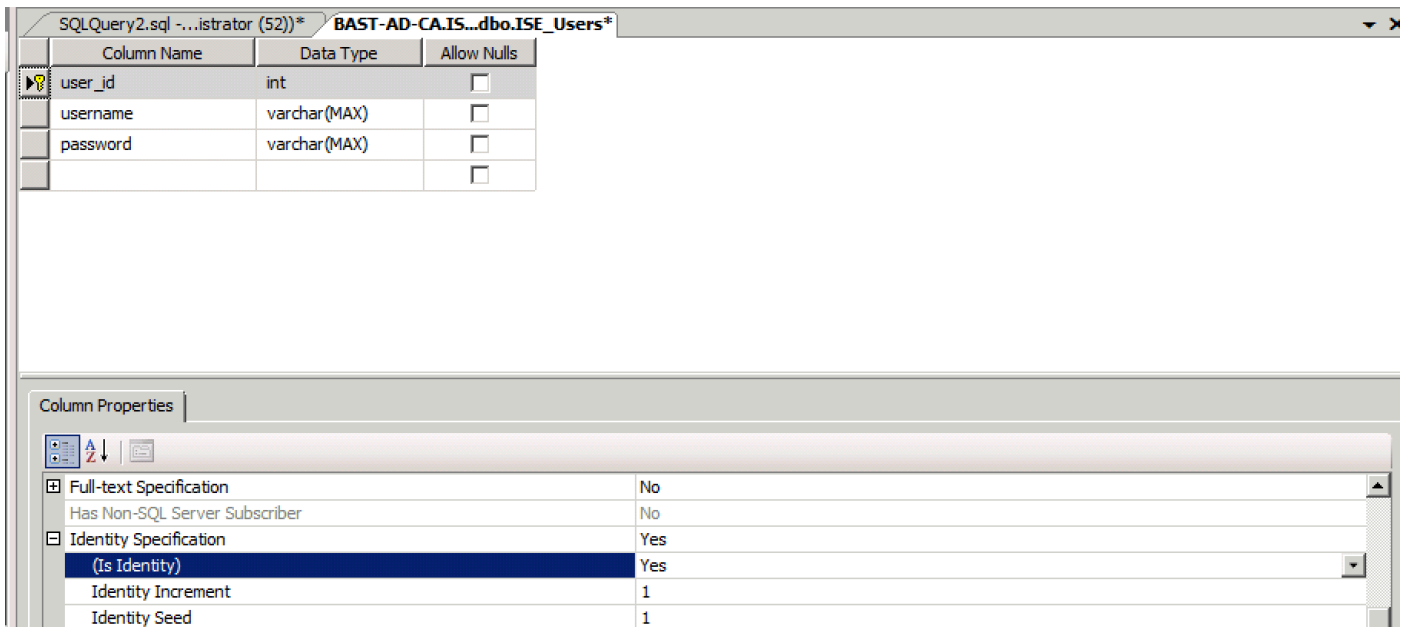 SQLQuery2.sql -...istrator (52))* BAST-AD-CA.IS...dbo.ISE_Users*
Column Name Data Type Allow Nulls
user_id int
username varchar(MAX)
password varchar(MAX)
Column Properties
Full-text Specification No
Has Non-SQL Server Subscriber No
Identity Specification Yes
(Is Identity) Yes
Identity Increment 1
Identity Seed 1